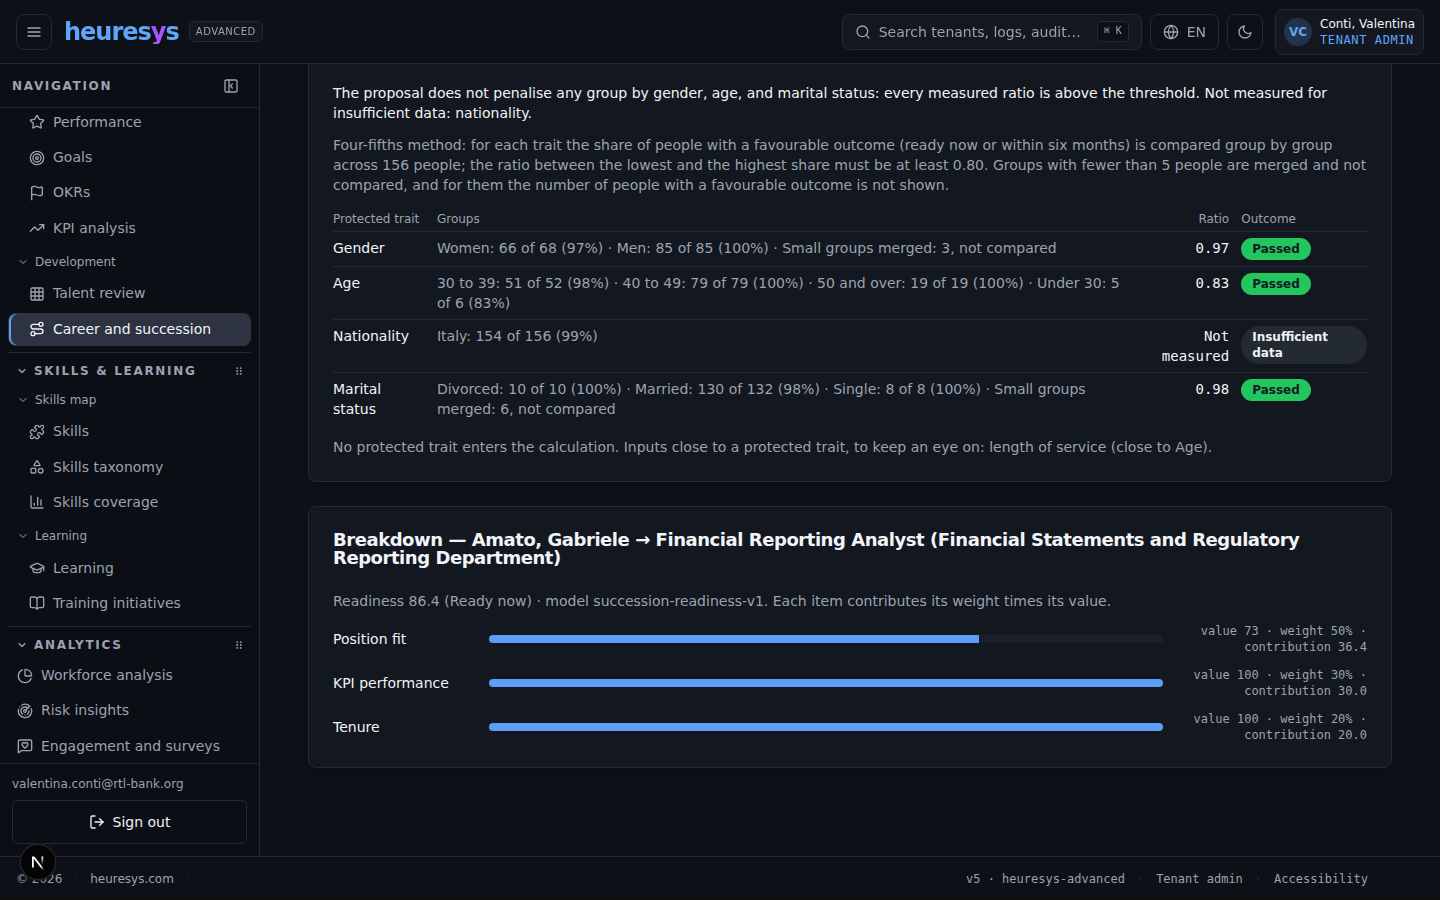 heuresys ADVANCED
Search tenants, logs, audit... ⌘ K
EN
VC
Conti, Valentina
TENANT ADMIN
NAVIGATION
Performance
Goals
OKRs
KPI analysis
Development
Talent review
Career and succession
SKILLS & LEARNING
Skills map
Skills
Skills taxonomy
Skills coverage
Learning
Learning
Training initiatives
ANALYTICS
Workforce analysis
Risk insights
Engagement and surveys
valentina.conti@rtl-bank.org
Sign out
The proposal does not penalise any group by gender, age, and marital status: every measured ratio is above the threshold. Not measured for
insufficient data: nationality.
Four-fifths method: for each trait the share of people with a favourable outcome (ready now or within six months) is compared group by group
across 156 people; the ratio between the lowest and the highest share must be at least 0.80. Groups with fewer than 5 people are merged and not
compared, and for them the number of people with a favourable outcome is not shown.
Protected trait Groups Ratio Outcome
Gender Women: 66 of 68 (97%) · Men: 85 of 85 (100%) · Small groups merged: 3, not compared 0.97 Passed
Age 30 to 39: 51 of 52 (98%) · 40 to 49: 79 of 79 (100%) · 50 and over: 19 of 19 (100%) · Under 30: 5 0.83 Passed
of 6 (83%)
Nationality Italy: 154 of 156 (99%) Not Insufficient
measured data
Marital Divorced: 10 of 10 (100%) · Married: 130 of 132 (98%) · Single: 8 of 8 (100%) · Small groups 0.98 Passed
status merged: 6, not compared
No protected trait enters the calculation. Inputs close to a protected trait, to keep an eye on: length of service (close to Age).
Breakdown — Amato, Gabriele → Financial Reporting Analyst (Financial Statements and Regulatory
Reporting Department)
Readiness 86.4 (Ready now) · model succession-readiness-v1. Each item contributes its weight times its value.
Position fit value 73 · weight 50% ·
contribution 36.4
KPI performance value 100 · weight 30% ·
contribution 30.0
Tenure value 100 · weight 20% ·
contribution 20.0
N
© 2026 · heuresys.com ·
v5 · heuresys-advanced · Tenant admin · Accessibility